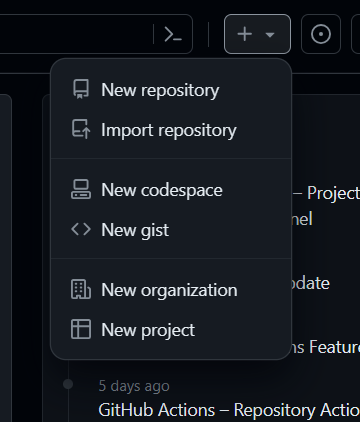 New repository
Import repository
New codespace
– Project
New gist
New organization
New project
5 days ago
GitHub Actions – Repository Actio